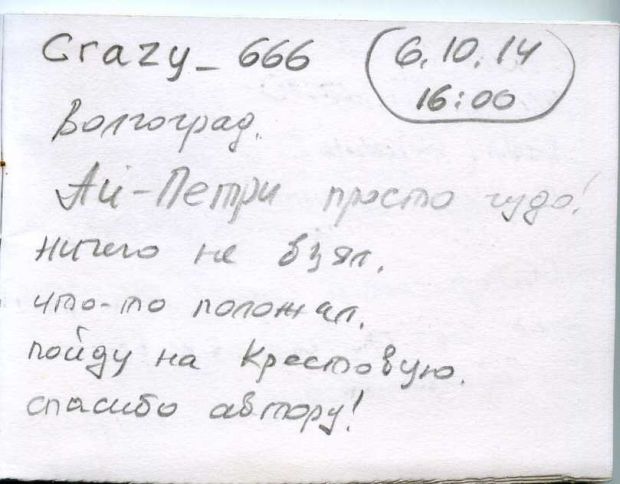 Crazy_666
6.10.14
16:00
Волгоград.
Ай-Петри просто чудо!
ничего не взял,
что-то положал,
пойду на Крестовую.
спасибо автору!